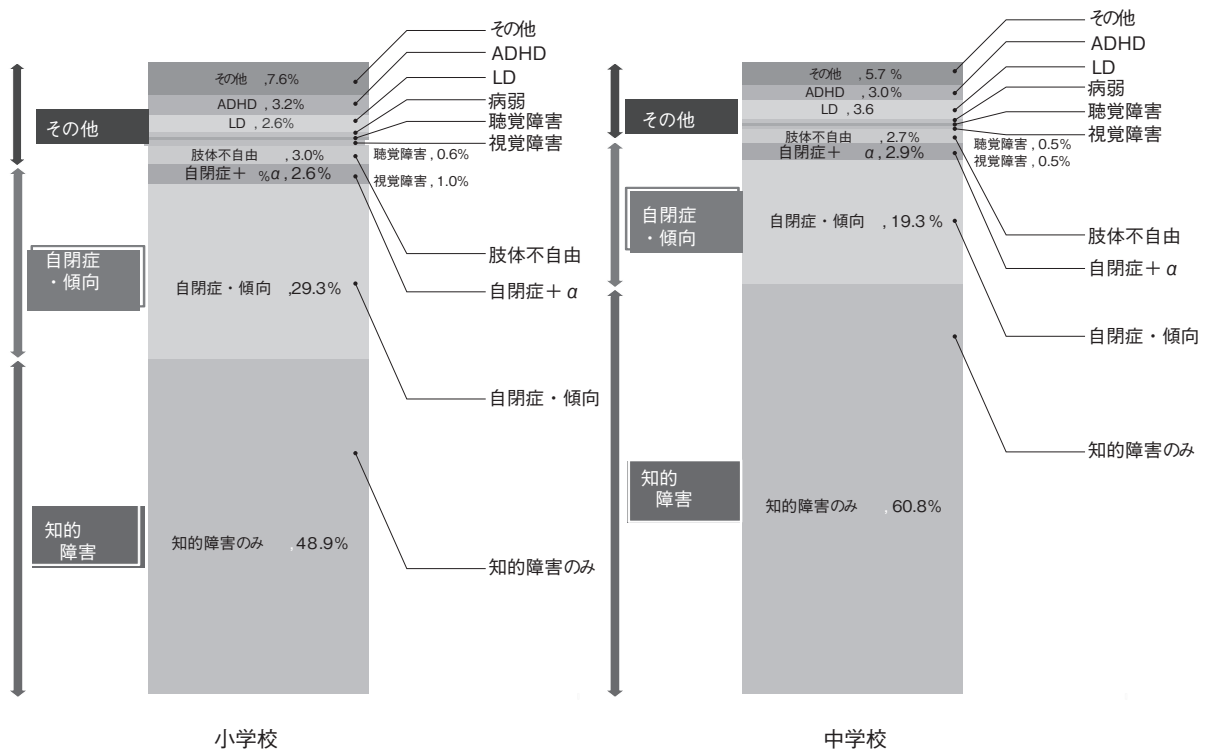 その他
ADHD
LD
病弱
聴覚障害
視覚障害
その他 ,7.6%
ADHD , 3.2%
LD , 2.6%
肢体不自由 , 3.0%
自閉症+ %α , 2.6%
聴覚障害 , 0.6%
視覚障害 , 1.0%
その他
自閉症
・傾向
自閉症・傾向 ,29.3%
肢体不自由
自閉症+α
自閉症・傾向
知的
障害
知的障害のみ ,48.9%
知的障害のみ
小学校
その他
ADHD
LD
病弱
聴覚障害
視覚障害
その他 , 5.7 %
ADHD , 3.0%
LD , 3.6
肢体不自由 , 2.7%
自閉症+ α , 2.9%
聴覚障害 , 0.5%
視覚障害 , 0.5%
その他
自閉症
・傾向
自閉症・傾向 , 19.3 %
肢体不自由
自閉症+α
自閉症・傾向
知的障害のみ
知的
障害
知的障害のみ , 60.8%
中学校